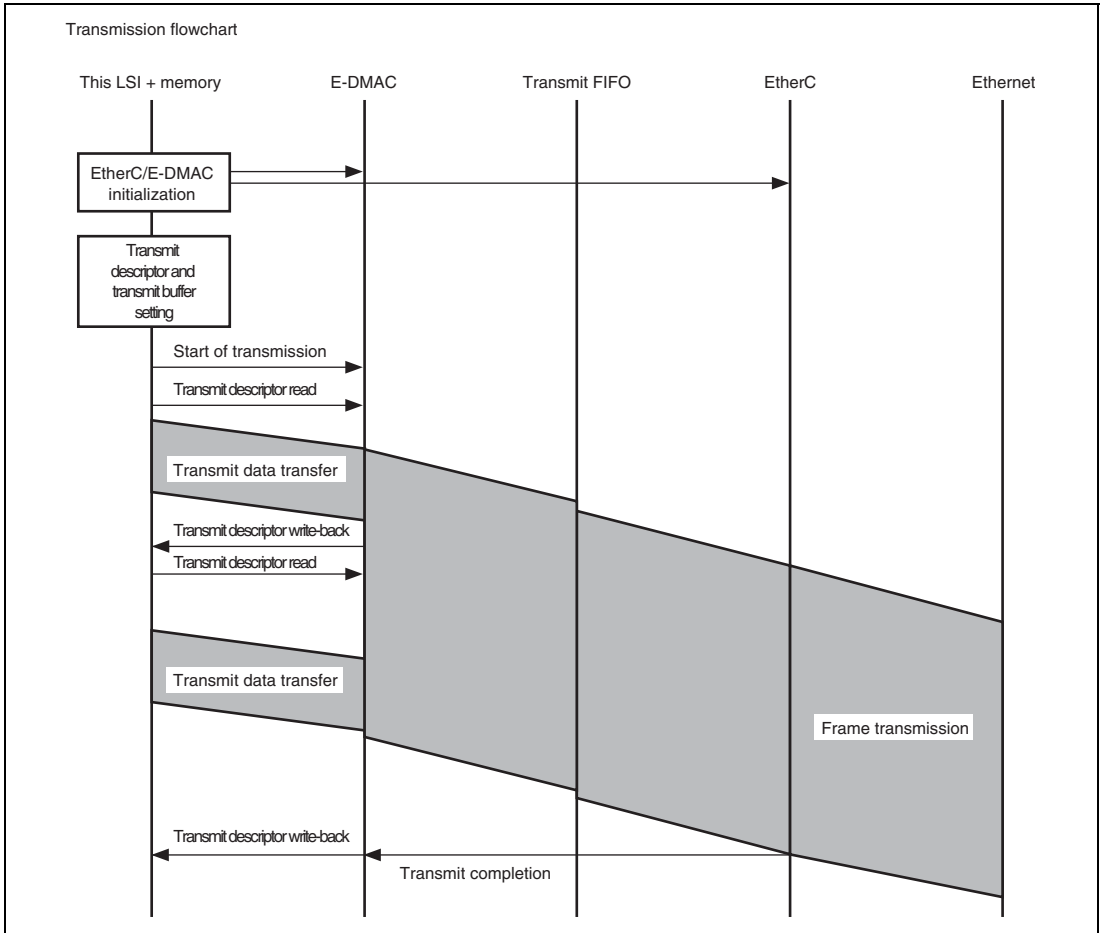 Transmission flowchart
This LSI + memory
E-DMAC
Transmit FIFO
EtherC
Ethernet
EtherC/E-DMAC
initialization
Transmit
descriptor and
transmit buffer
setting
Start of transmission
Transmit descriptor read
Transmit data transfer
Transmit descriptor write-back
Transmit descriptor read
Transmit data transfer
Frame transmission
Transmit descriptor write-back
Transmit completion